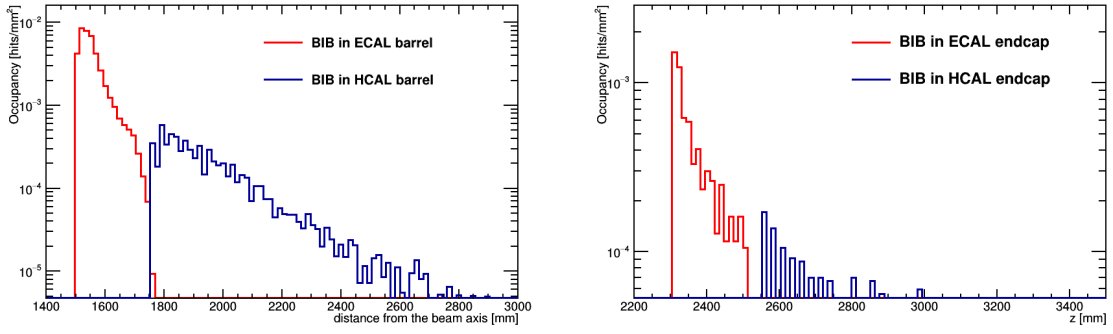 Occupancy [hits/mm²]
10⁻²
10⁻³
10⁻⁴
10⁻⁵
BIB in ECAL barrel
BIB in HCAL barrel
1400 1600 1800 2000 2200 2400 2600 2800 3000
distance from the beam axis [mm]
Occupancy [hits/mm²]
10⁻³
10⁻⁴
BIB in ECAL endcap
BIB in HCAL endcap
2200 2400 2600 2800 3000 3200 3400
z [mm]